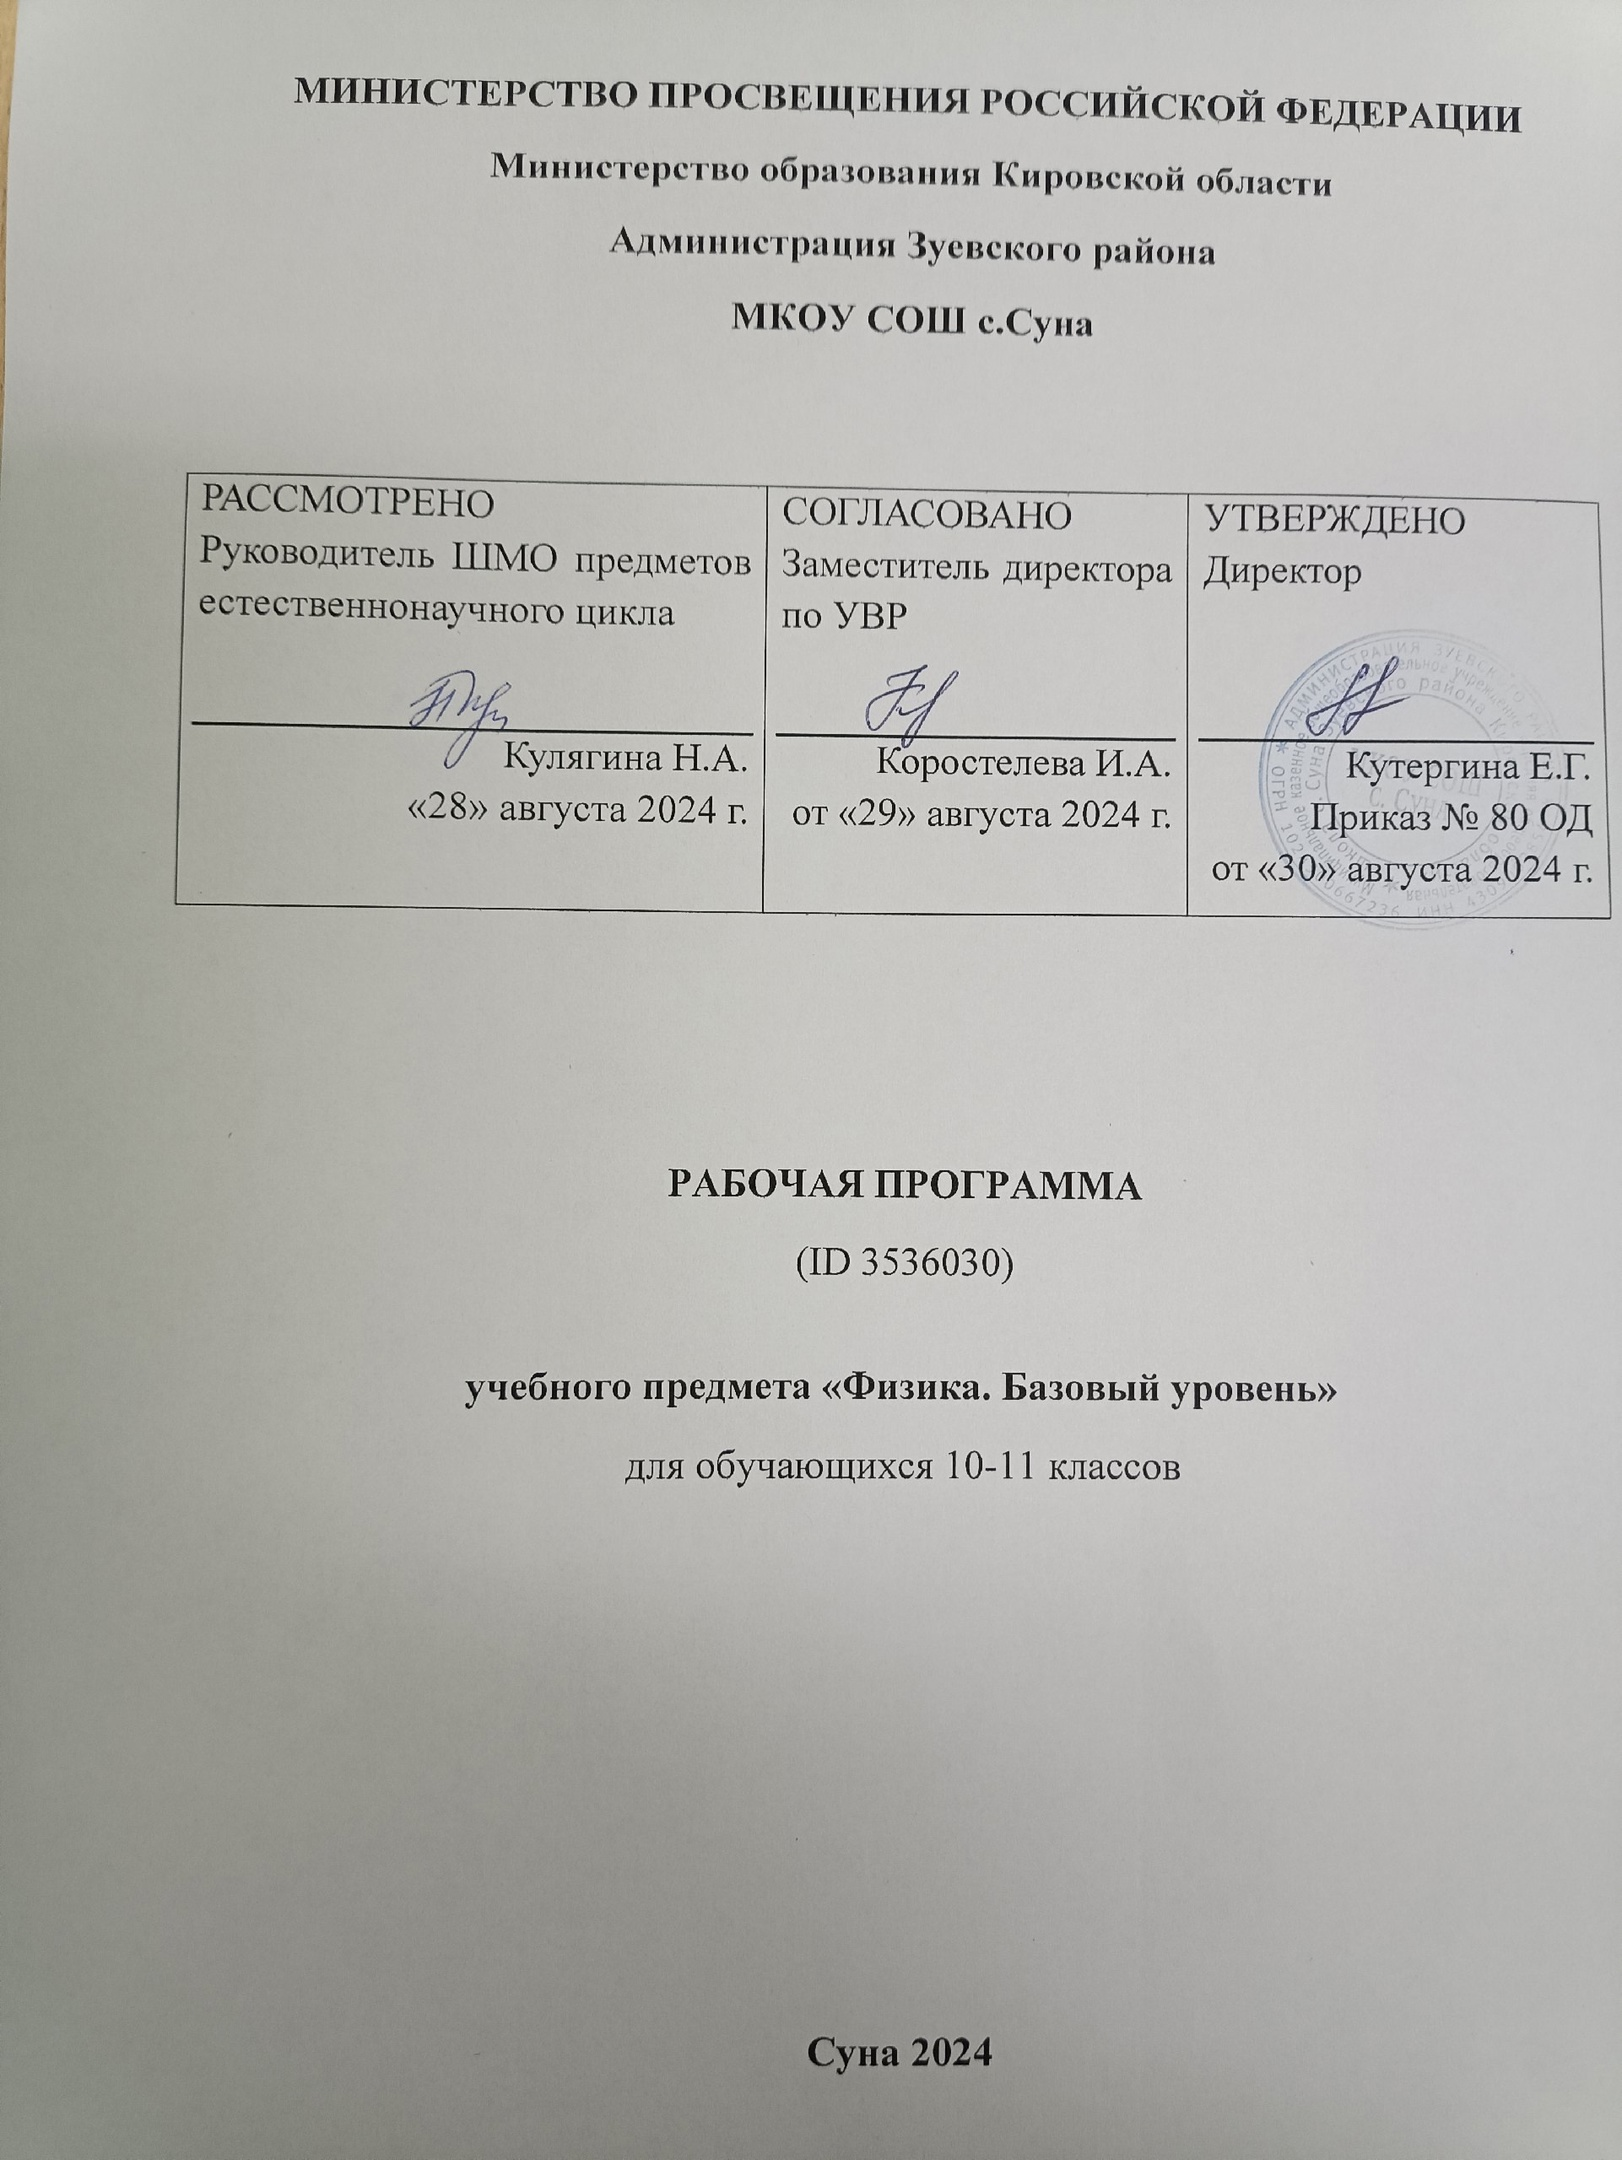 МИНИСТЕРСТВО ПРОСВЕЩЕНИЯ РОССИЙСКОЙ ФЕДЕРАЦИИ
Министерство образования Кировской области
Администрация Зуевского района
МКОУ СОШ с.Суна
РАССМОТРЕНО
Руководитель ШМО предметов
естественнонаучного цикла
Кулягина Н.А.
«28» августа 2024 г.
СОГЛАСОВАНО
Заместитель директора
по УВР
Коростелева И.А.
от «29» августа 2024 г.
УТВЕРЖДЕНО
Директор
Кутергина Е.Г.
Приказ № 80 ОД
от «30» августа 2024 г.
РАБОЧАЯ ПРОГРАММА
(ID 3536030)
учебного предмета «Физика. Базовый уровень»
для обучающихся 10-11 классов
Суна 2024